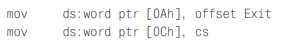 mov ds:word ptr [0Ah], offset Exit
mov ds:word ptr [0Ch], cs